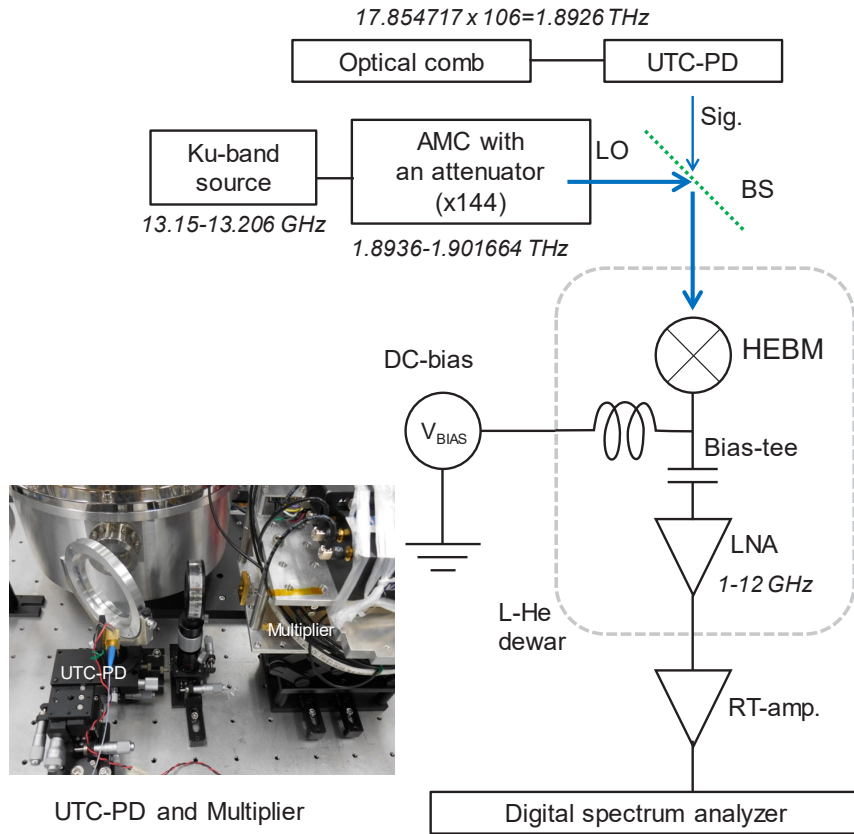 17.854717 x 106=1.8926 THz
Optical comb
UTC-PD
Sig.
Ku-band
source
AMC with
an attenuator
(x144)
LO
BS
13.15-13.206 GHz
1.8936-1.901664 THz
HEBM
DC-bias
VBIAS
Bias-tee
LNA
1-12 GHz
L-He
dewar
Multiplier
UTC-PD
RT-amp.
UTC-PD and Multiplier
Digital spectrum analyzer